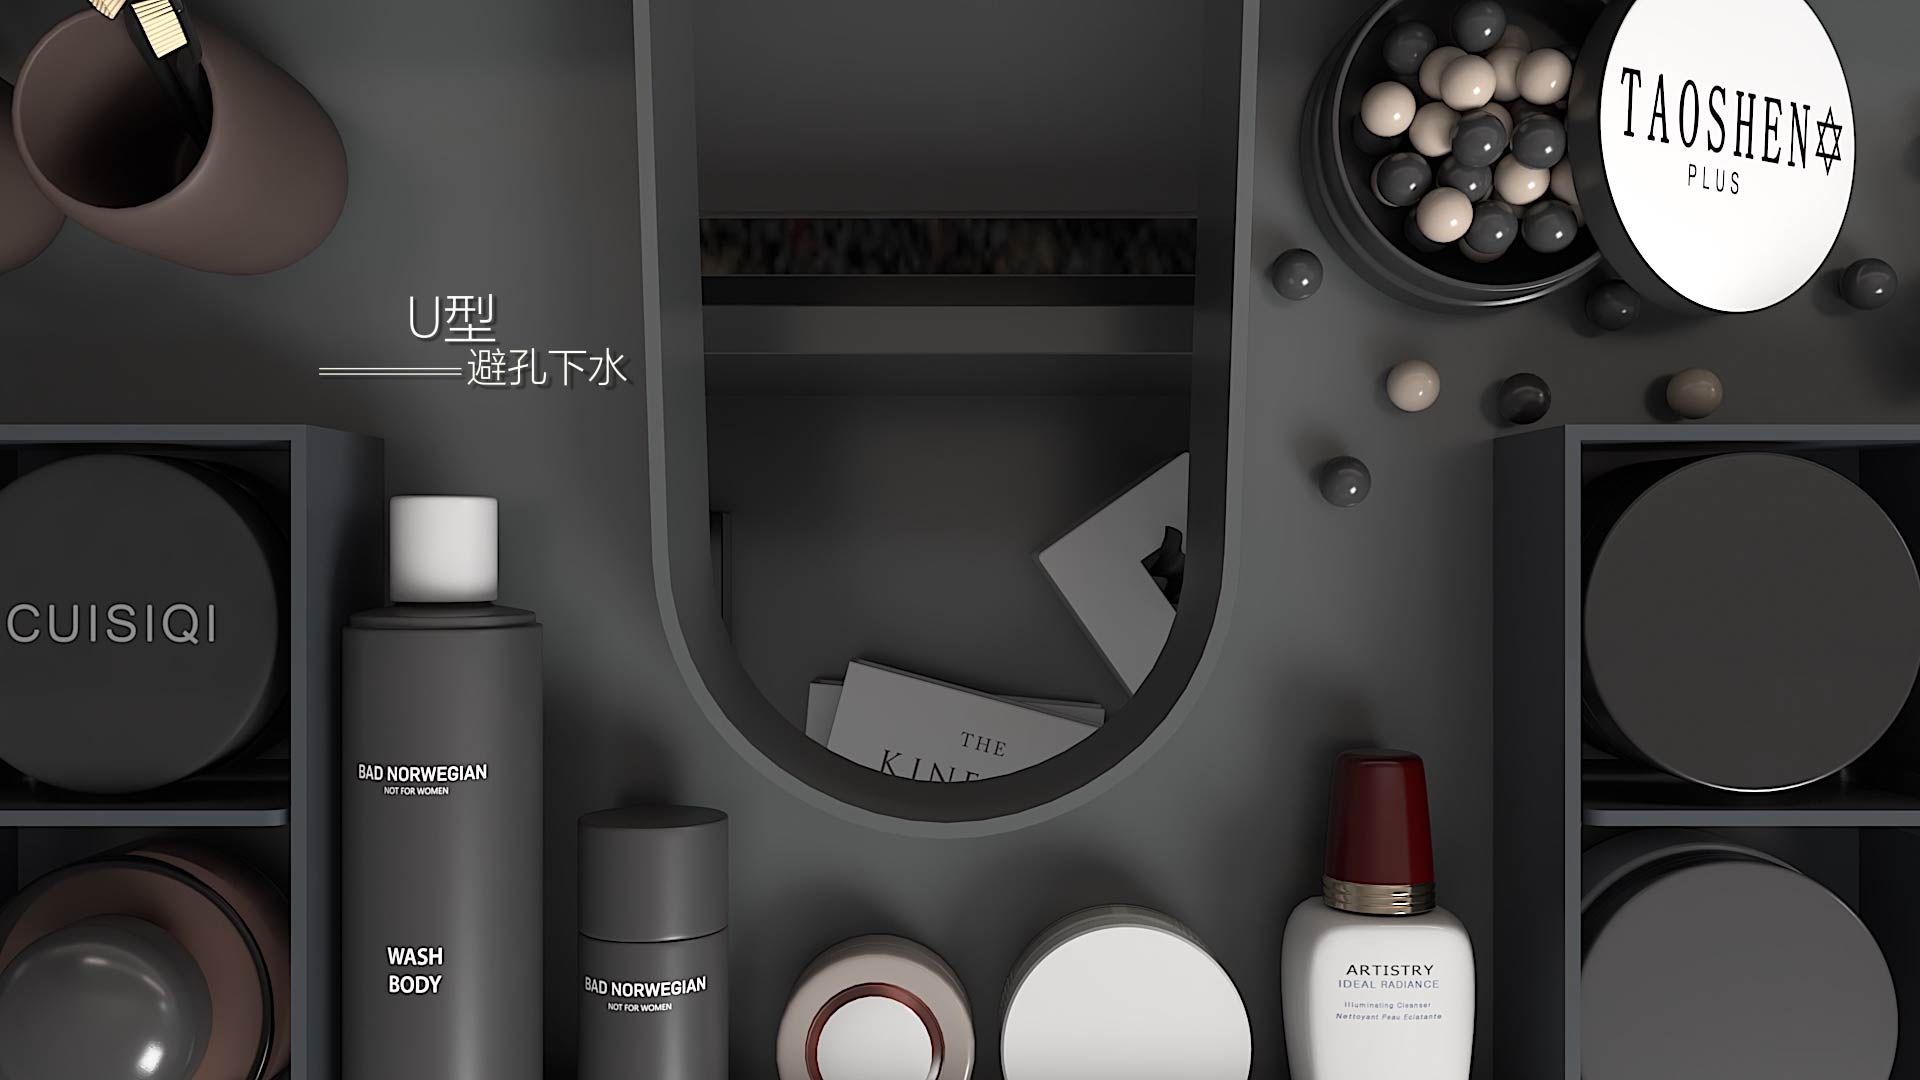 TAOSHEN✡
PLUS
U型
避孔下水
CUISIQI
BAD NORWEGIAN
NOT FOR WOMEN
WASH
BODY
BAD NORWEGIAN
NOT FOR WOMEN
THE
ARTISTRY
IDEAL RADIANCE
Illuminating Cleanser
Nettoyant Peau Eclatante